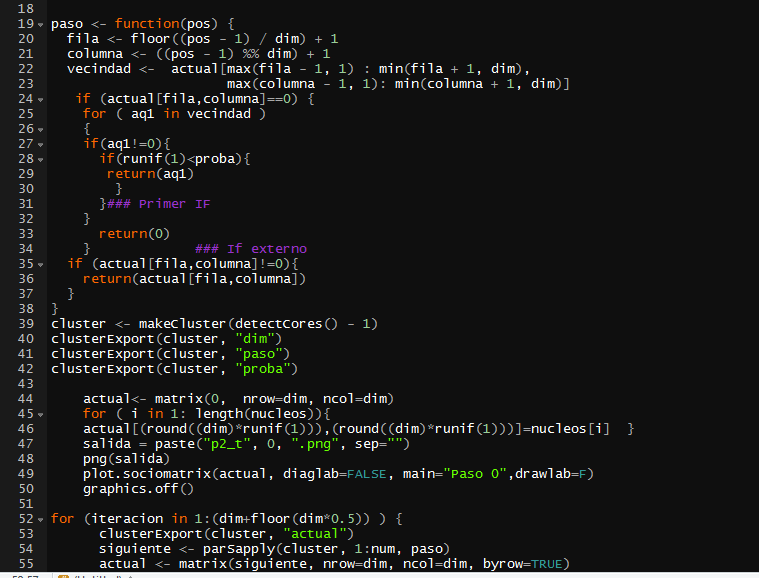 18
19 paso <- function(pos) {
20   fila <- floor((pos - 1) / dim) + 1
21   columna <- ((pos - 1) %% dim) + 1
22   vecindad <-  actual[max(fila - 1, 1) : min(fila + 1, dim),
23                       max(columna - 1, 1): min(columna + 1, dim)]
24    if (actual[fila,columna]==0) {
25     for ( aq1 in vecindad )
26     {
27     if(aq1!=0){
28       if(runif(1)<proba){
29        return(aq1)
30         }
31       }### Primer IF
32     }
33       return(0)
34     }             ### If externo
35   if (actual[fila,columna]!=0){
36     return(actual[fila,columna])
37   }
38 }
39 cluster <- makeCluster(detectCores() - 1)
40 clusterExport(cluster, "dim")
41 clusterExport(cluster, "paso")
42 clusterExport(cluster, "proba")
43
44     actual<- matrix(0,  nrow=dim, ncol=dim)
45     for ( i in 1: length(nucleos)){
46     actual[(round((dim)*runif(1))),(round((dim)*runif(1)))]=nucleos[i]  }
47     salida = paste("p2_t", 0, ".png", sep="")
48     png(salida)
49     plot.sociomatrix(actual, diaglab=FALSE, main="Paso 0",drawlab=F)
50     graphics.off()
51
52 for (iteracion in 1:(dim+floor(dim*0.5)) ) {
53       clusterExport(cluster, "actual")
54       siguiente <- parSapply(cluster, 1:num, paso)
55       actual <- matrix(siguiente, nrow=dim, ncol=dim, byrow=TRUE)